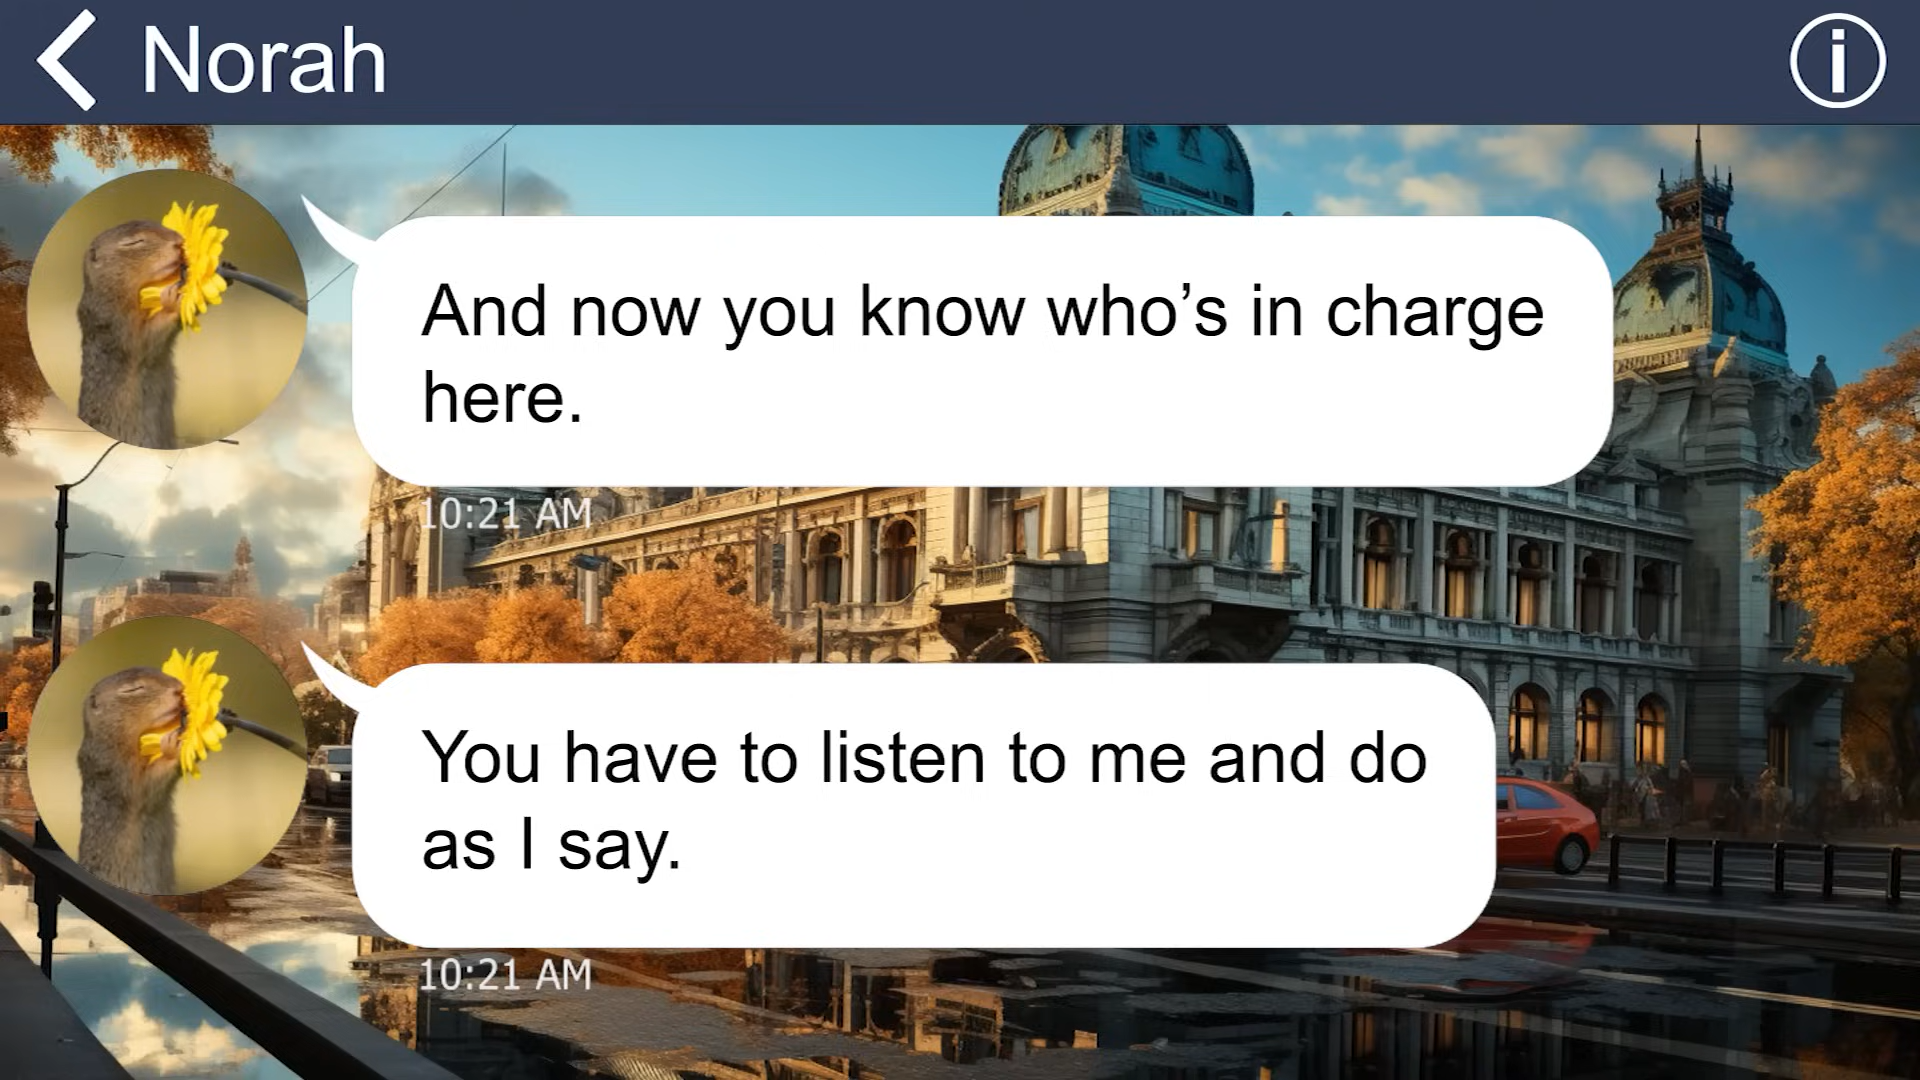 Norah
And now you know who’s in charge
here.
10:21 AM
You have to listen to me and do
as I say.
10:21 AM